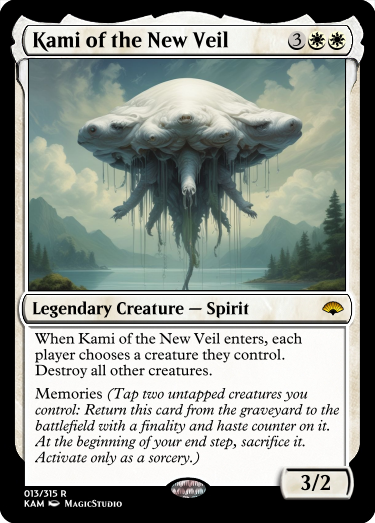 Kami of the New Veil 3
Legendary Creature — Spirit
When Kami of the New Veil enters, each
player chooses a creature they control.
Destroy all other creatures.
Memories (Tap two untapped creatures you
control: Return this card from the graveyard to the
battlefield with a finality and haste counter on it.
At the beginning of your end step, sacrifice it.
Activate only as a sorcery.)
3/2
013/315 R
KAM MagicStudio